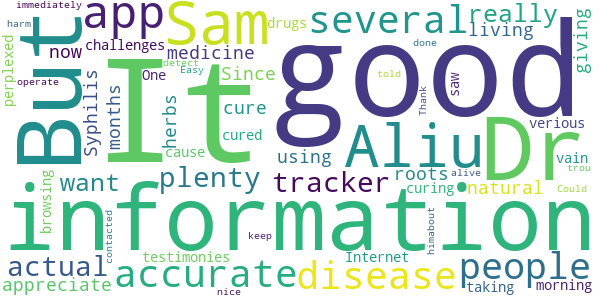 immediately
harm
But
app
Sam
drugs
several
really
living
giving
perplexed
challenges
now
medicine
One
detect
Easy
Since
told
done
saw
good
operate
Syphilis
months
herbs
cure
cured
cause
using
Thank
Aliu
Dr
verious
vain
trou
It
want
plenty
tracker
roots
alive
curing
natural
Could
browsing
information
contacted
himabout
keep
actual
testimonies
Internet
people
appreciate
accurate
disease
taking
morning
nice